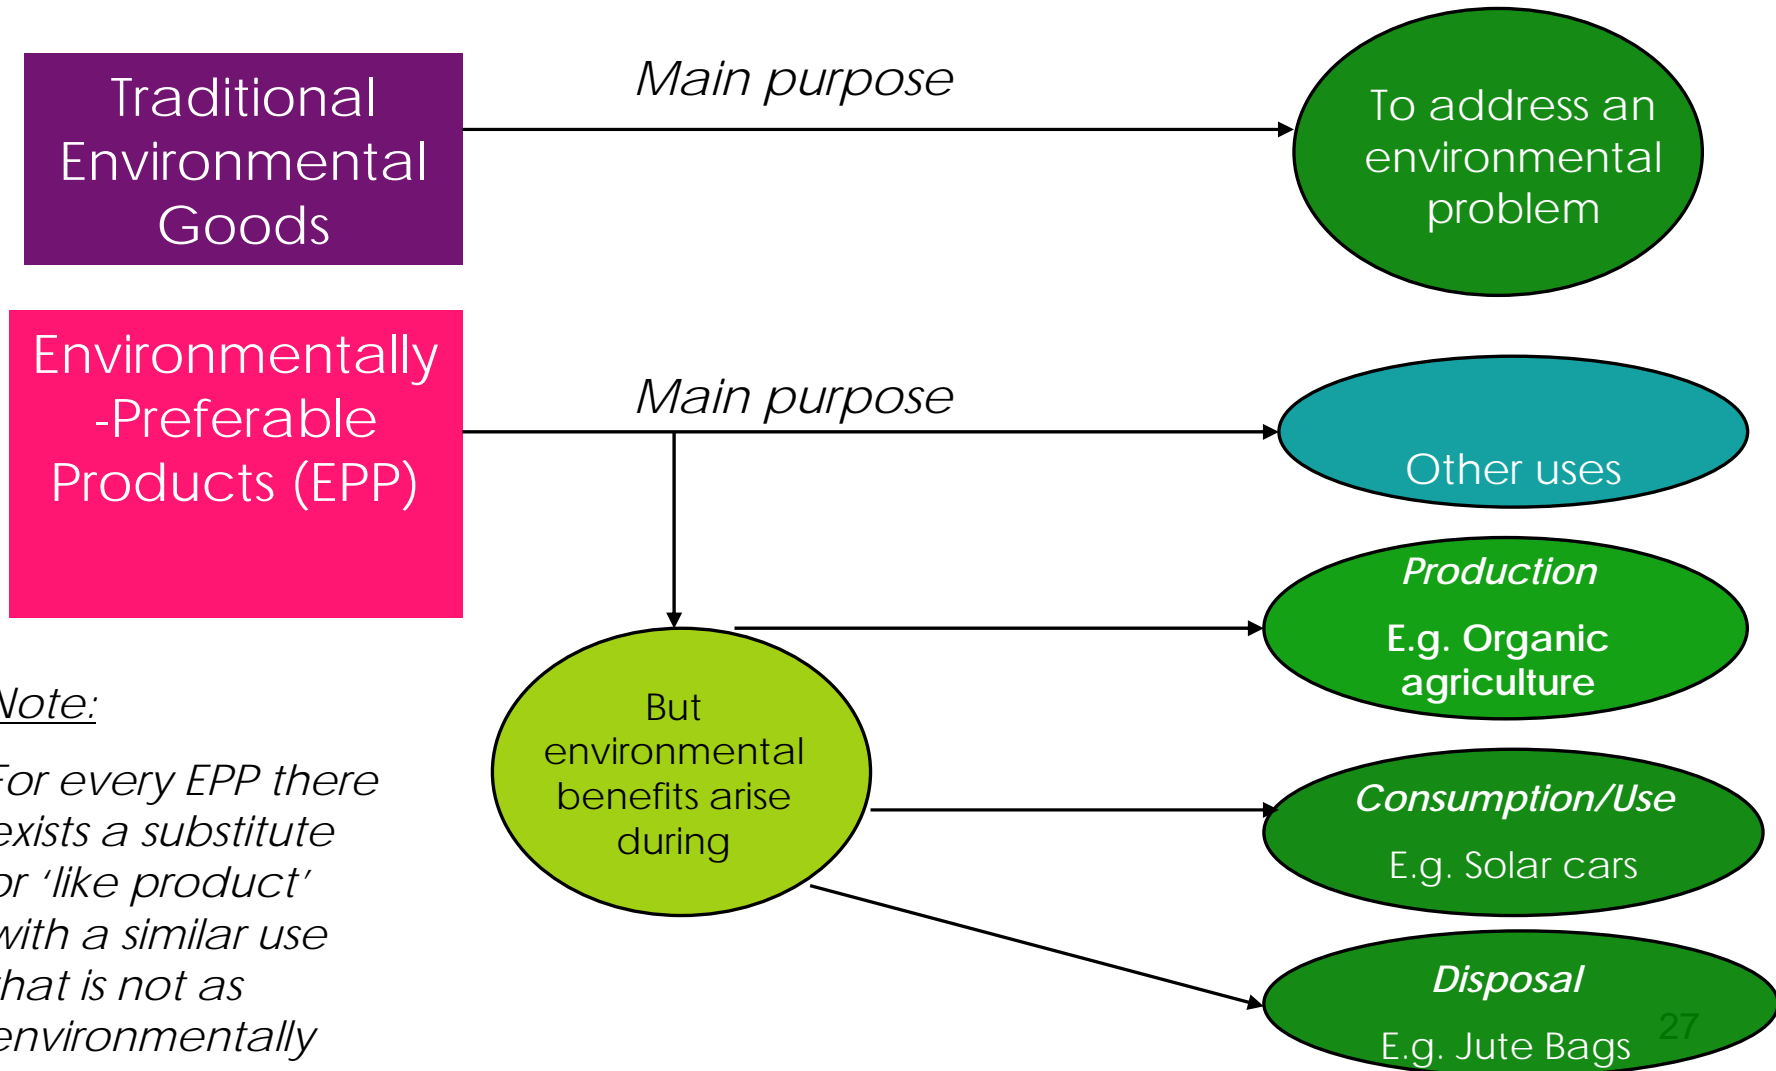 Traditional
Environmental
Goods
Main purpose
To address an
environmental
problem
Environmentally
-Preferable
Products (EPP)
Main purpose
Other uses
But
environmental
benefits arise
during
Production
E.g. Organic
agriculture
Consumption/Use
E.g. Solar cars
Disposal
E.g. Jute Bags
Note:
For every EPP there
exists a substitute
or ‘like product’
with a similar use
that is not as
environmentally
27